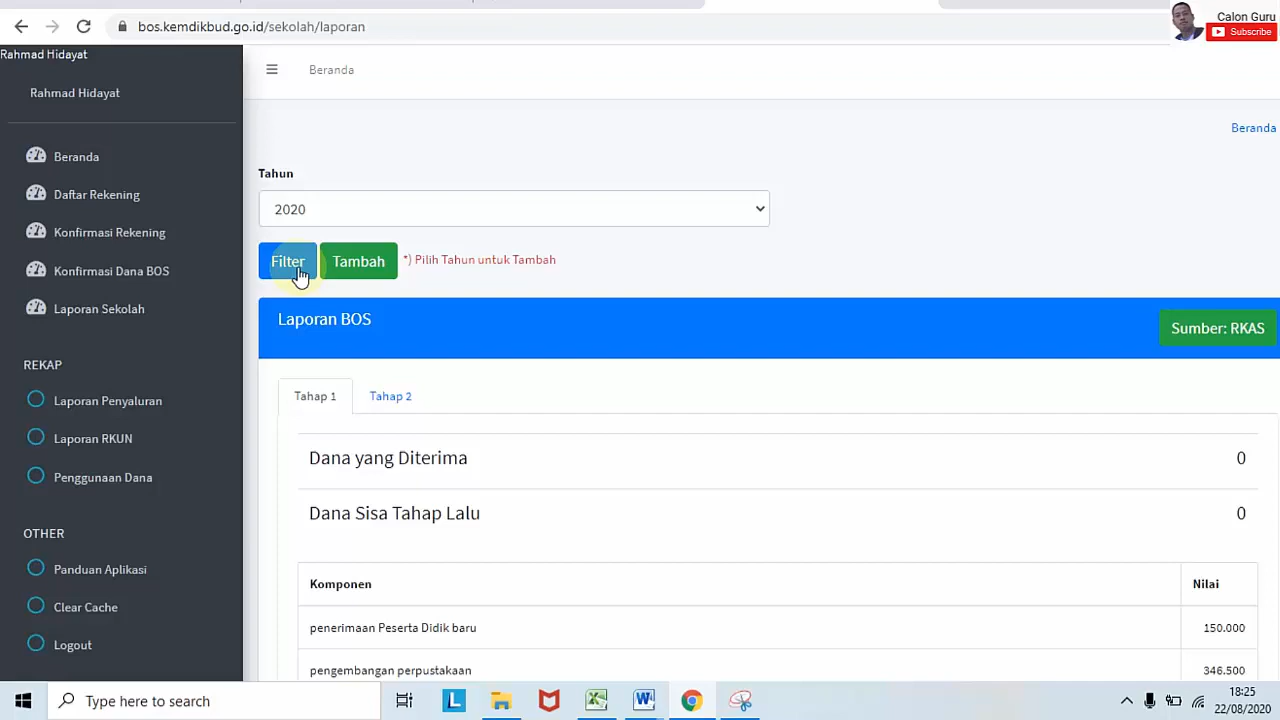 bos.kemdikbud.go.id/sekolah/laporan
Calon Guru
Subscribe
Rahmad Hidayat
Rahmad Hidayat
Beranda
Daftar Rekening
Konfirmasi Rekening
Konfirmasi Dana BOS
Laporan Sekolah
REKAP
Laporan Penyaluran
Laporan RKUN
Penggunaan Dana
OTHER
Panduan Aplikasi
Clear Cache
Logout
Beranda
Beranda
Tahun
2020
Filter Tambah *) Pilih Tahun untuk Tambah
Laporan BOS Sumber: RKAS
Tahap 1 Tahap 2
Dana yang Diterima 0
Dana Sisa Tahap Lalu 0
Komponen Nilai
penerimaan Peserta Didik baru 150.000
pengembangan perpustakaan 346.500
Type here to search
18:25
22/08/2020